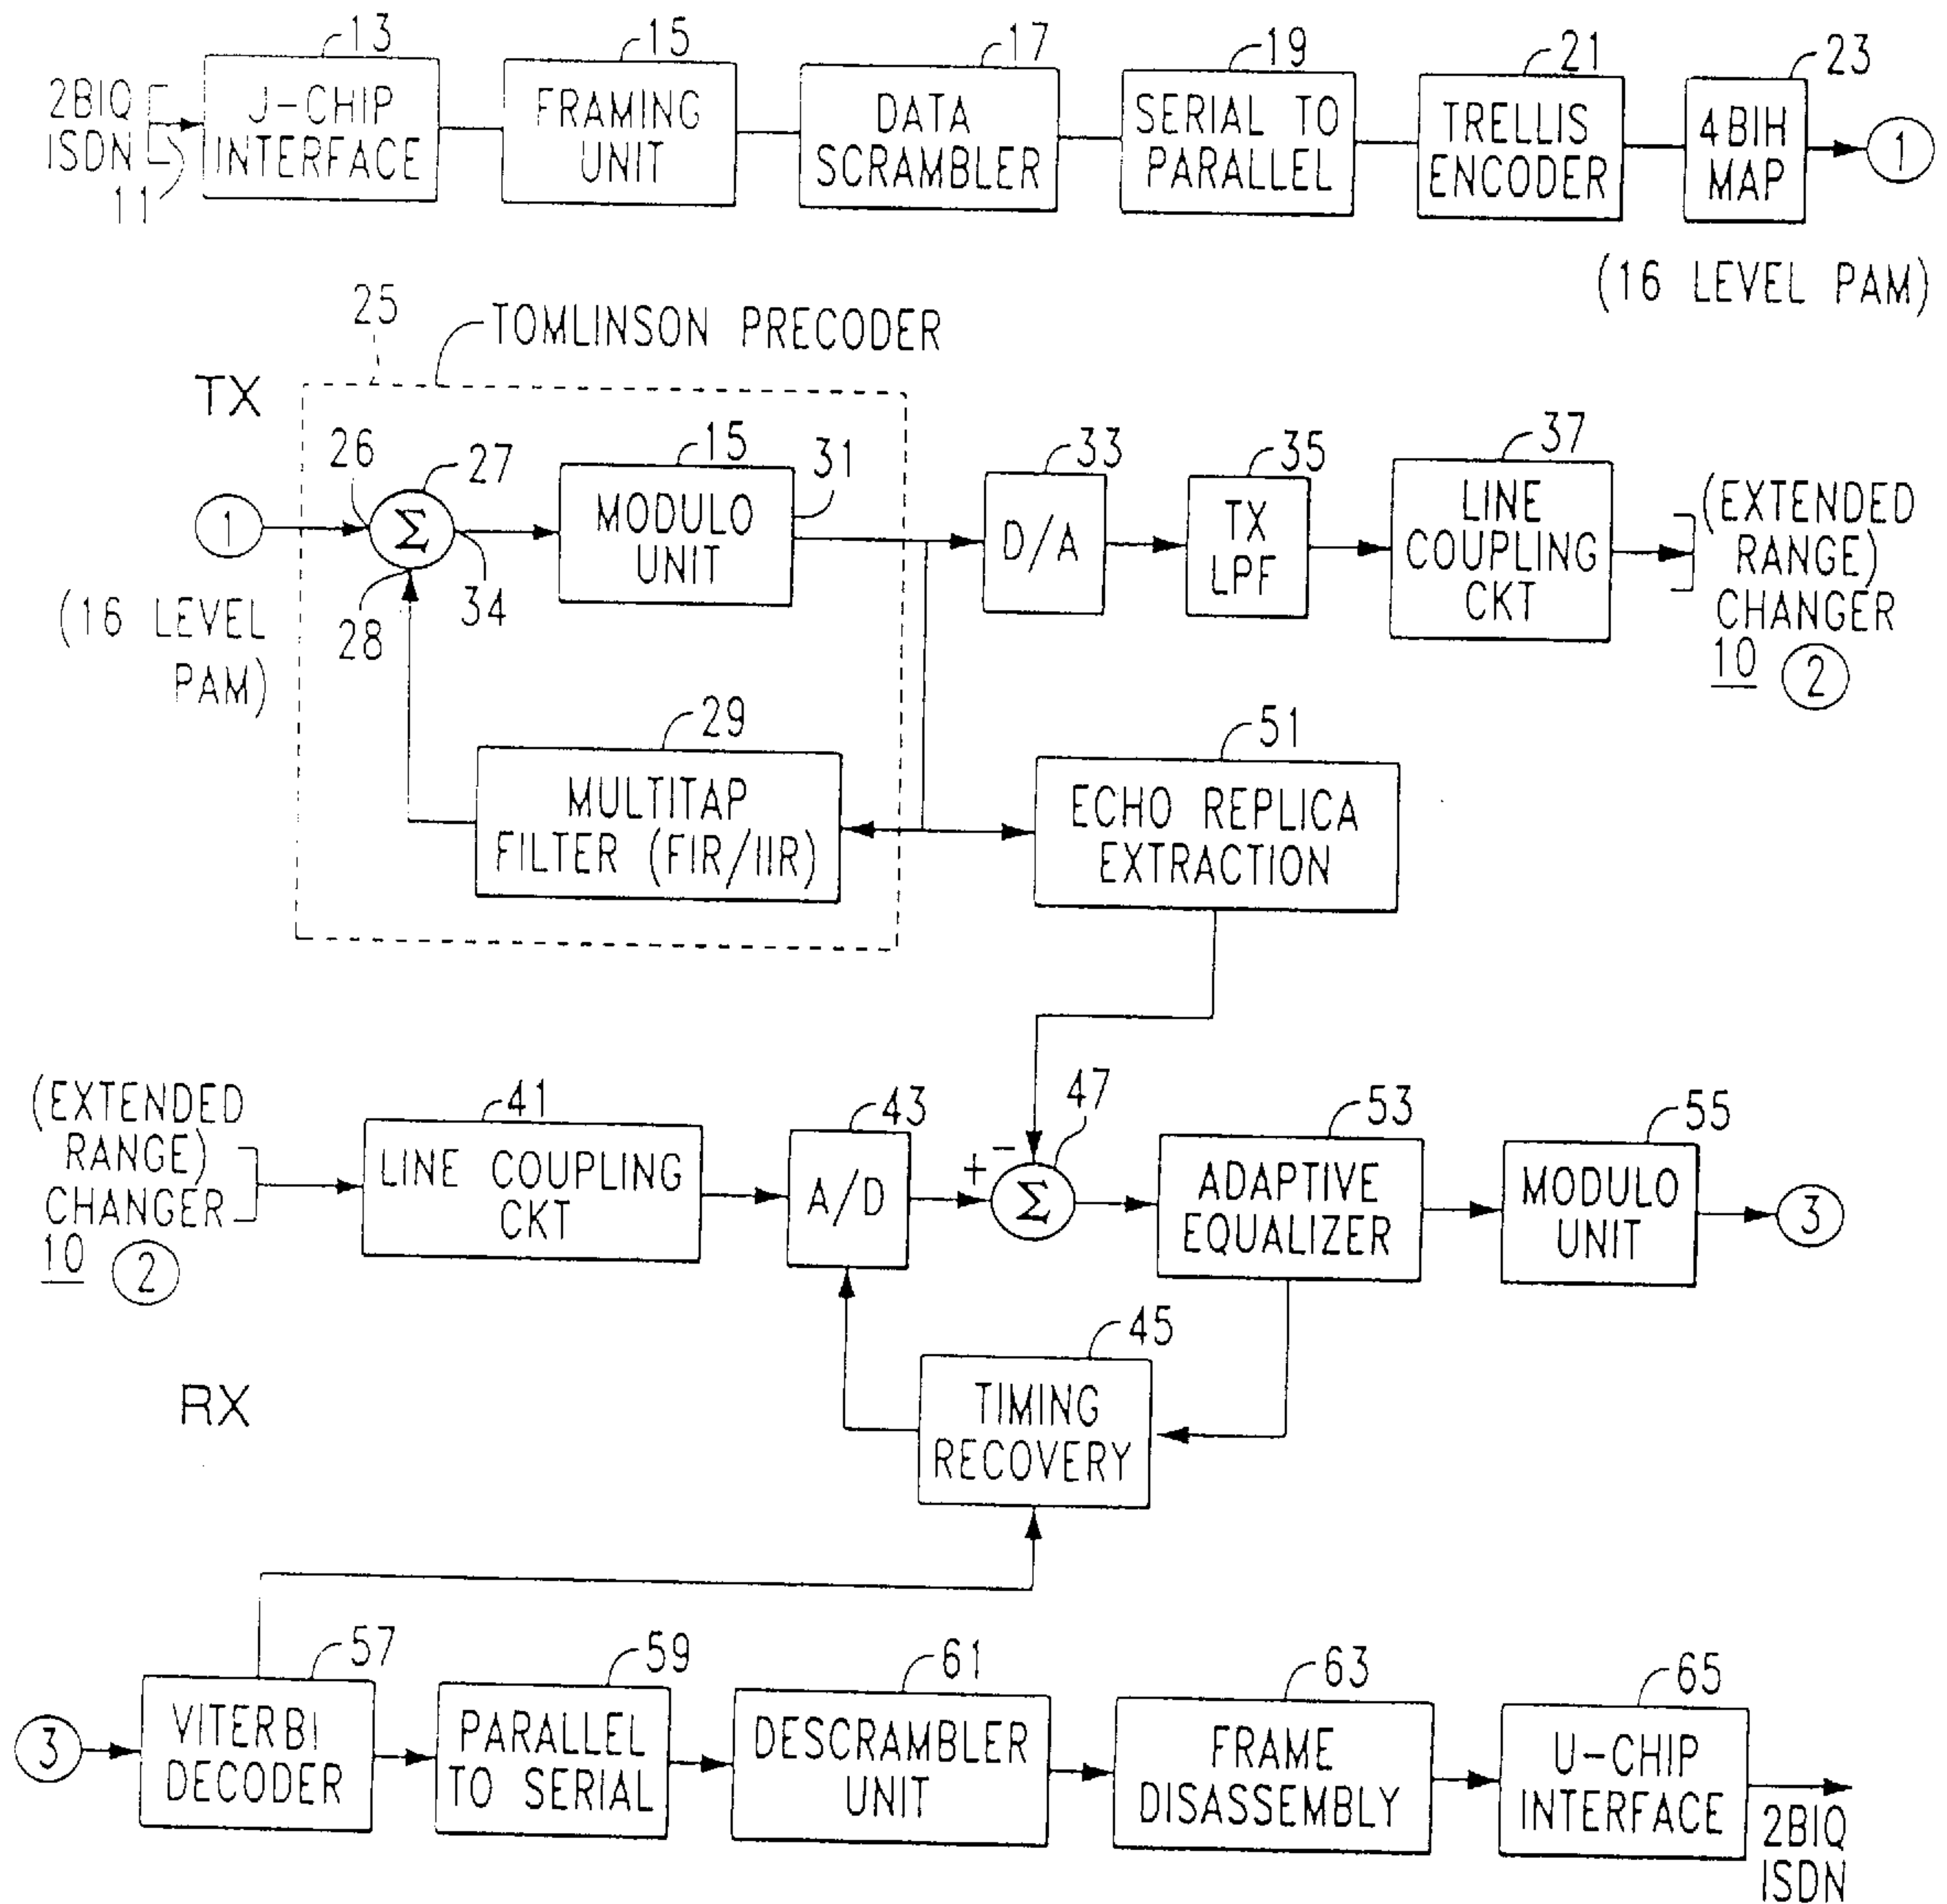 13
15
17
19
21
23
2BIQ
ISDN
11
J-CHIP
INTERFACE
FRAMING
UNIT
DATA
SCRAMBLER
SERIAL TO
PARALLEL
TRELLIS
ENCODER
4BIH
MAP
1
(16 LEVEL PAM)
25
TOMLINSON PRECODER
TX
26
27
15
31
33
35
37
1
Σ
MODULO
UNIT
D/A
TX
LPF
LINE
COUPLING
CKT
(EXTENDED
RANGE)
CHANGER
10
2
(16 LEVEL
PAM)
28
34
29
51
MULTITAP
FILTER (FIR/IIR)
ECHO REPLICA
EXTRACTION
(EXTENDED
RANGE)
CHANGER
10
2
41
43
47
53
55
LINE COUPLING
CKT
A/D
+
−
Σ
ADAPTIVE
EQUALIZER
MODULO
UNIT
3
45
RX
TIMING
RECOVERY
57
59
61
63
65
3
VITERBI
DECODER
PARALLEL
TO SERIAL
DESCRAMBLER
UNIT
FRAME
DISASSEMBLY
U-CHIP
INTERFACE
2BIQ
ISDN